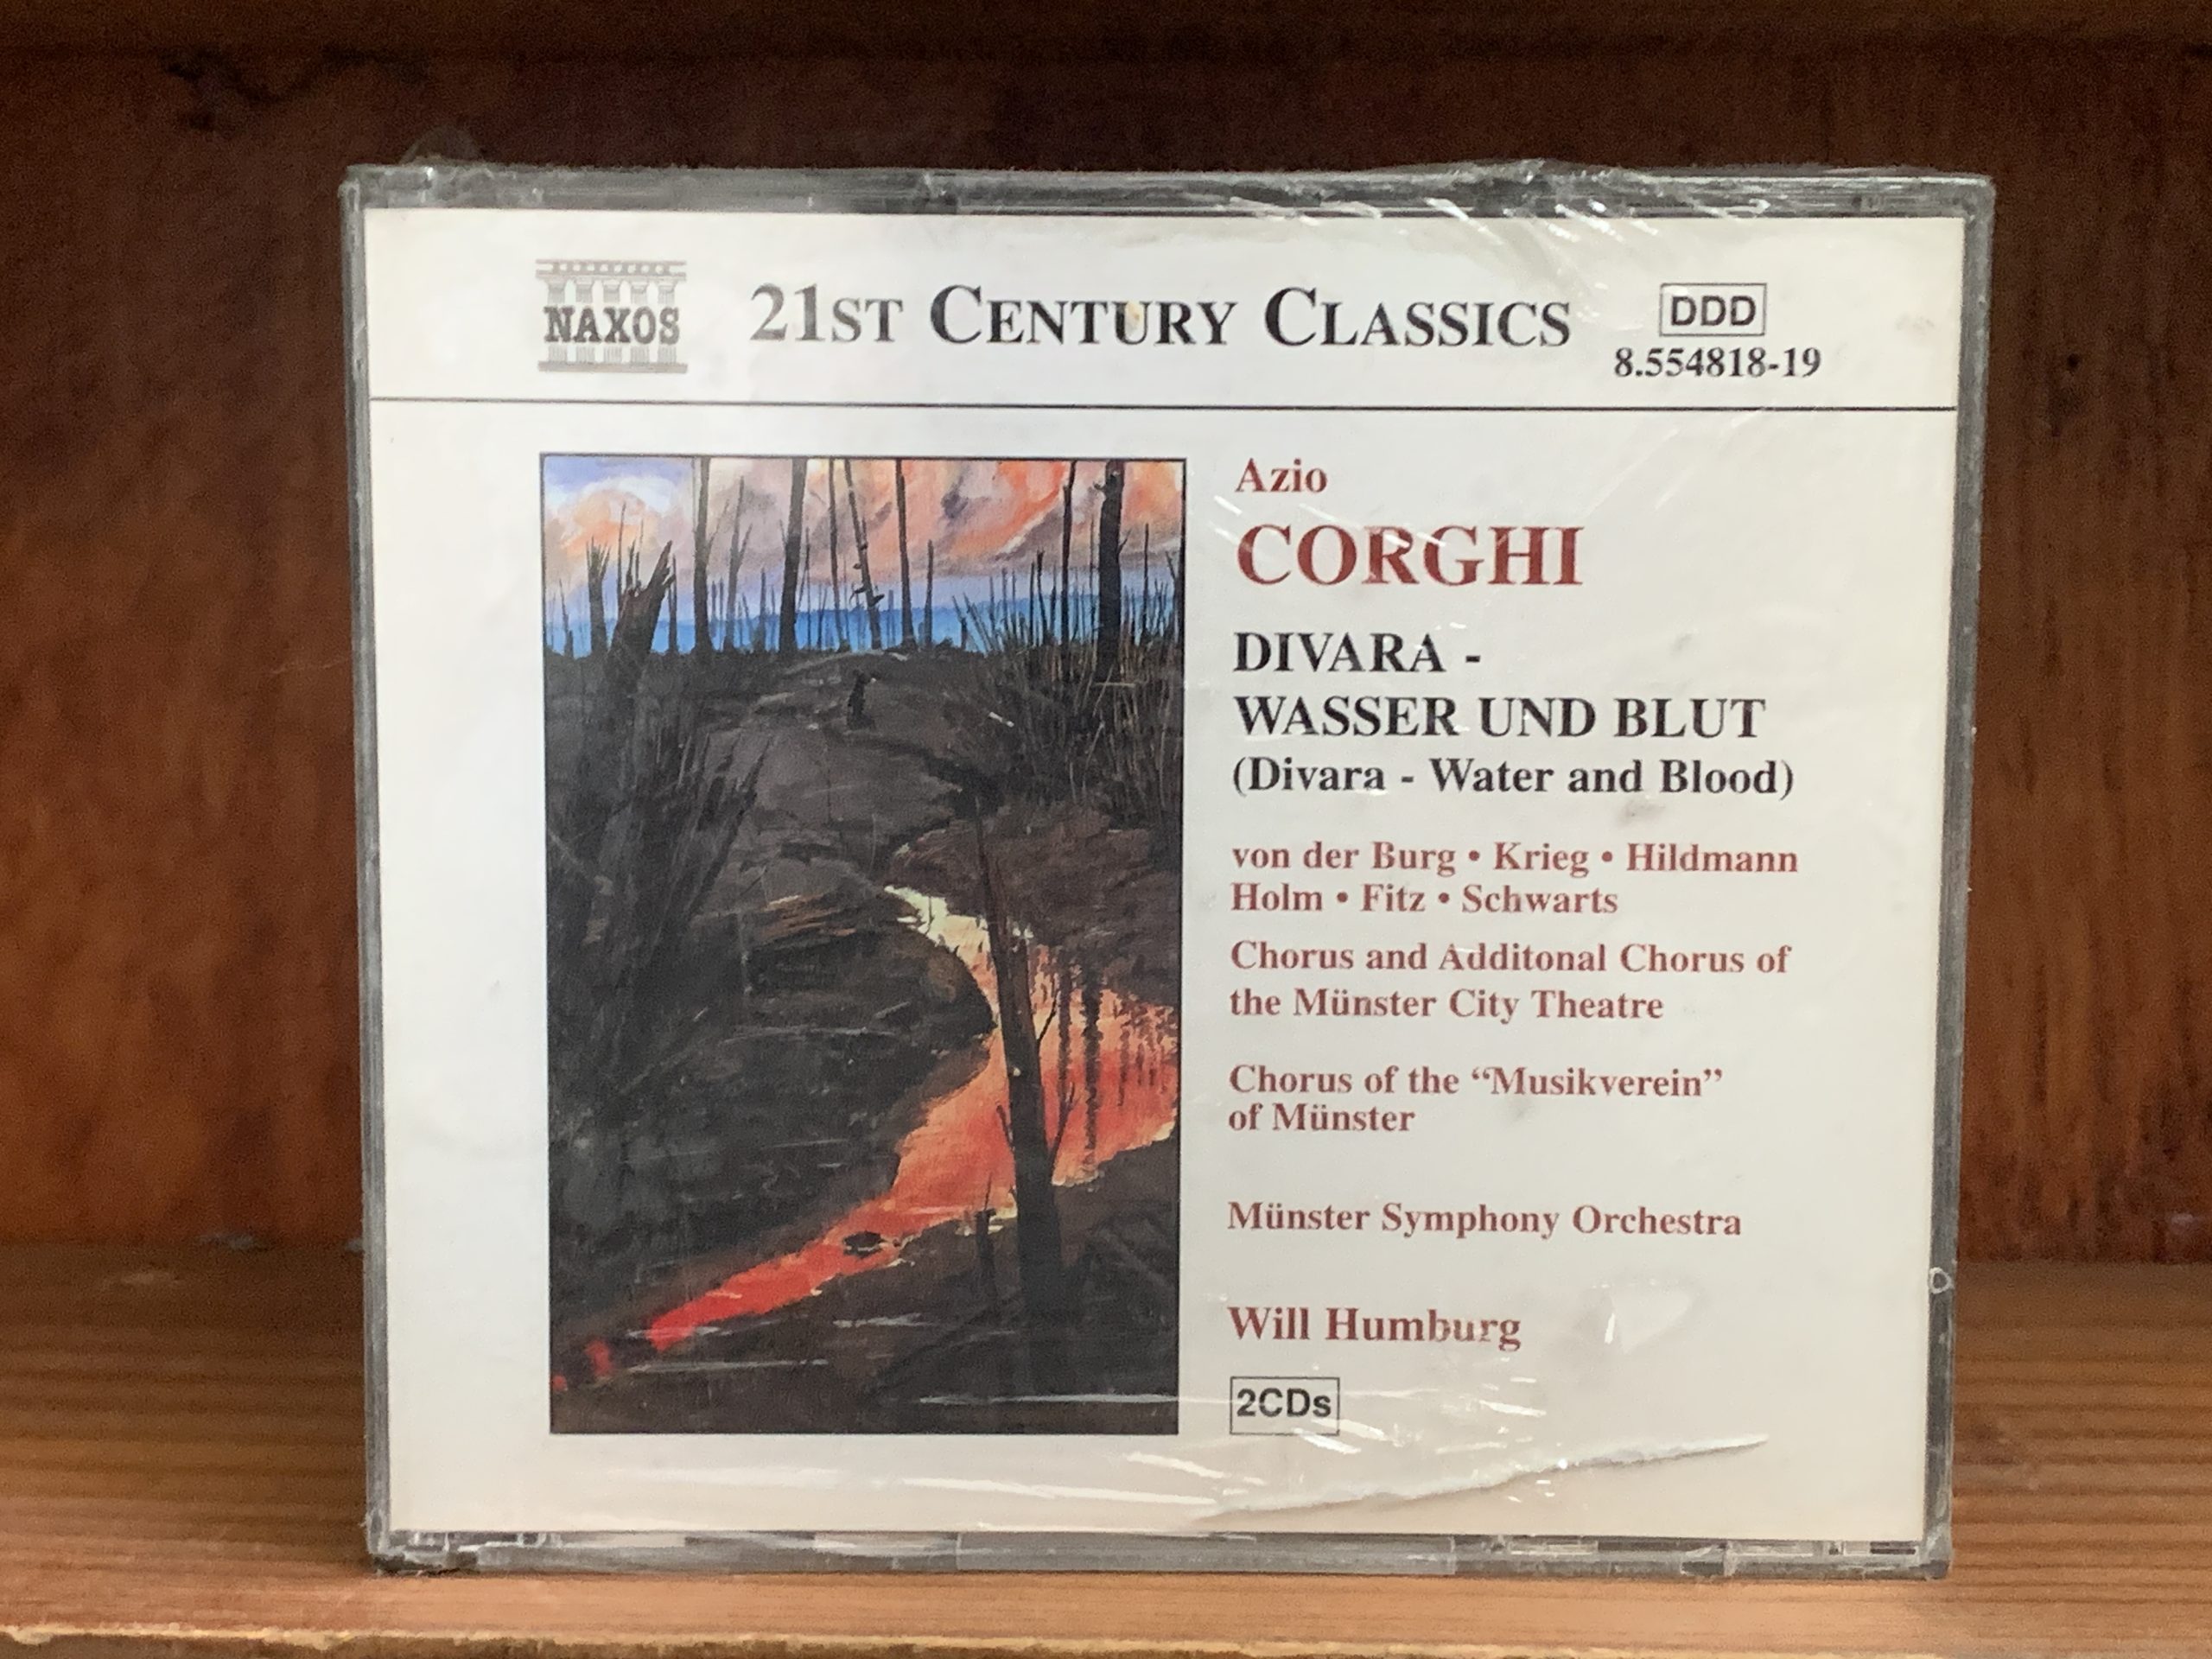 NAXOS
21ST CENTURY CLASSICS
DDD
8.554818-19
Azio
CORGHI
DIVARA -
WASSER UND BLUT
(Divara - Water and Blood)
von der Burg • Krieg • Hildmann
Holm • Fitz • Schwarts
Chorus and Additonal Chorus of
the Münster City Theatre
Chorus of the “Musikverein”
of Münster
Münster Symphony Orchestra
Will Humburg
2CDs